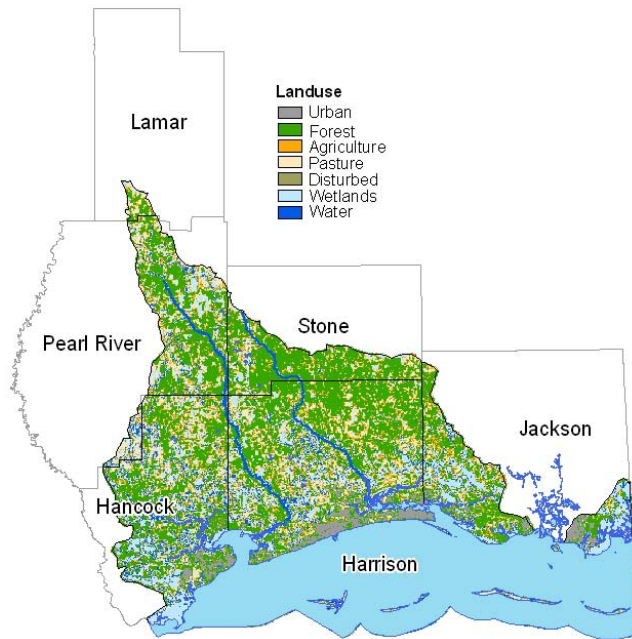 Lamar
Landuse
Urban
Forest
Agriculture
Pasture
Disturbed
Wetlands
Water
Pearl River
Stone
Jackson
Hancock
Harrison